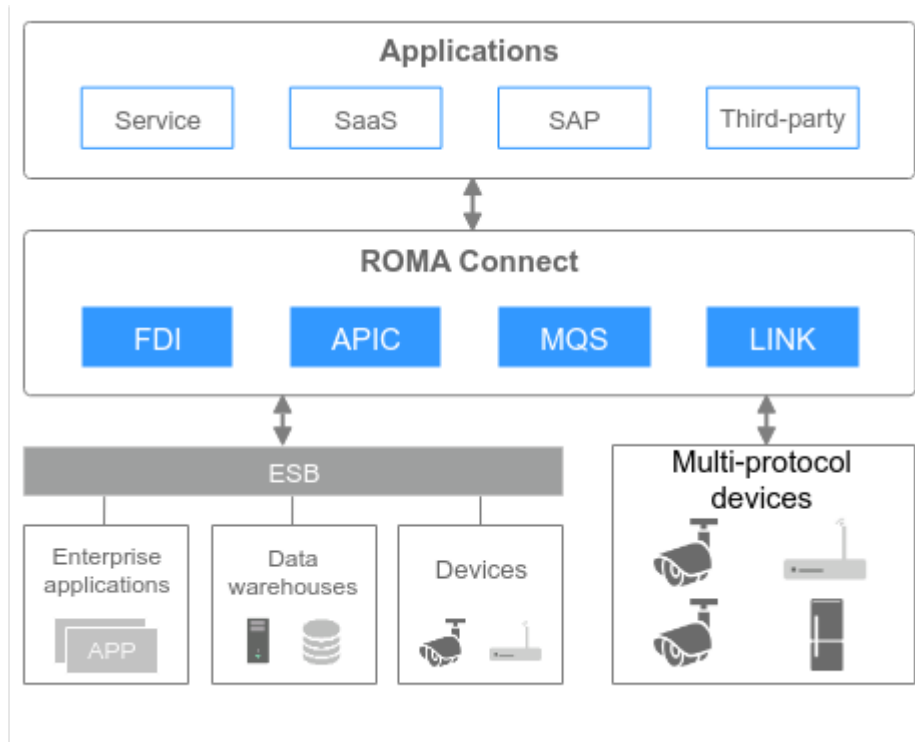 Applications
Service
SaaS
SAP
Third-party
ROMA Connect
FDI
APIC
MQS
LINK
ESB
Multi-protocol
devices
Enterprise
applications
APP
Data
warehouses
Devices